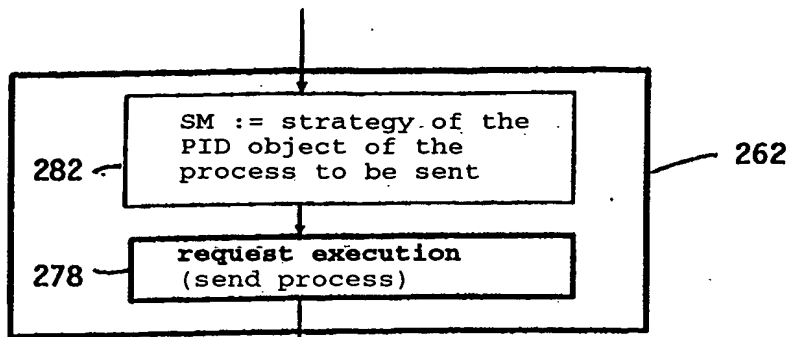 SM := strategy of the
PID object of the
process to be sent
282
262
request execution
(send process)
278